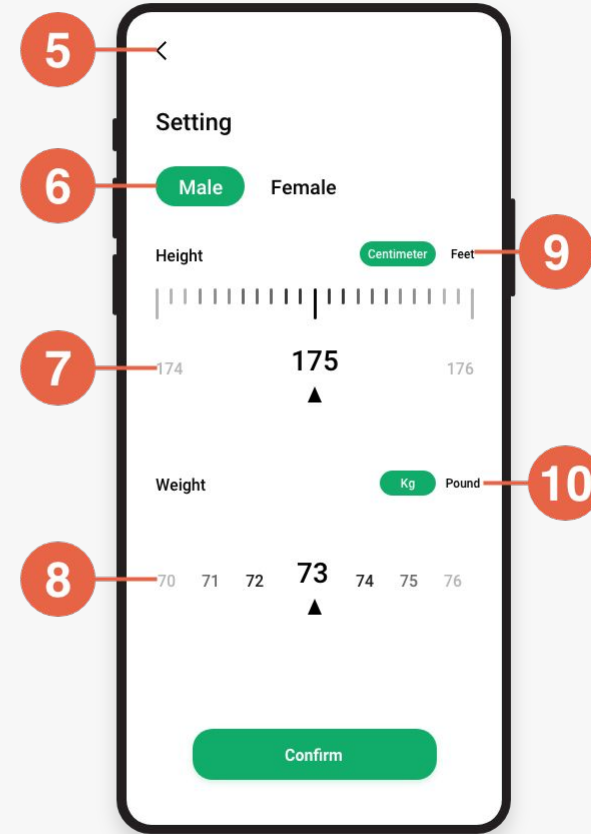 5
Setting
6
Male Female
Height Centimeter Feet
9
7
174 175 176
Weight Kg Pound
10
8
70 71 72 73 74 75 76
Confirm